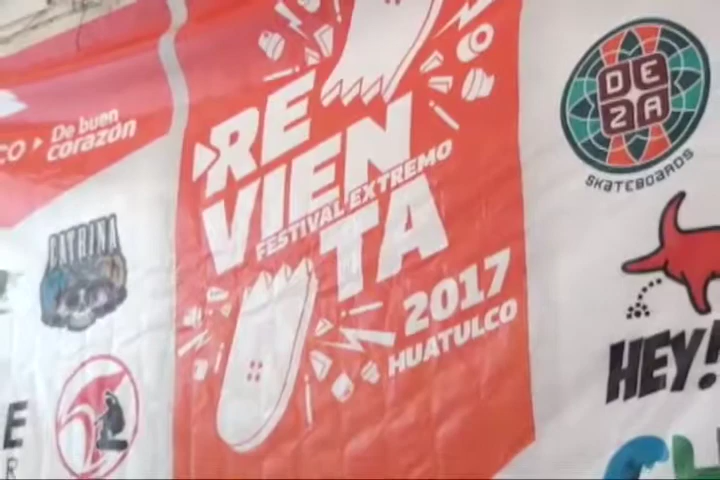 CO
De buen
corazón
CATRINA
RE
VIEN
FESTIVAL EXTREMO
TA
2017
HUATULCO
DEZA
SKATEBOARDS
HEY!
E
R